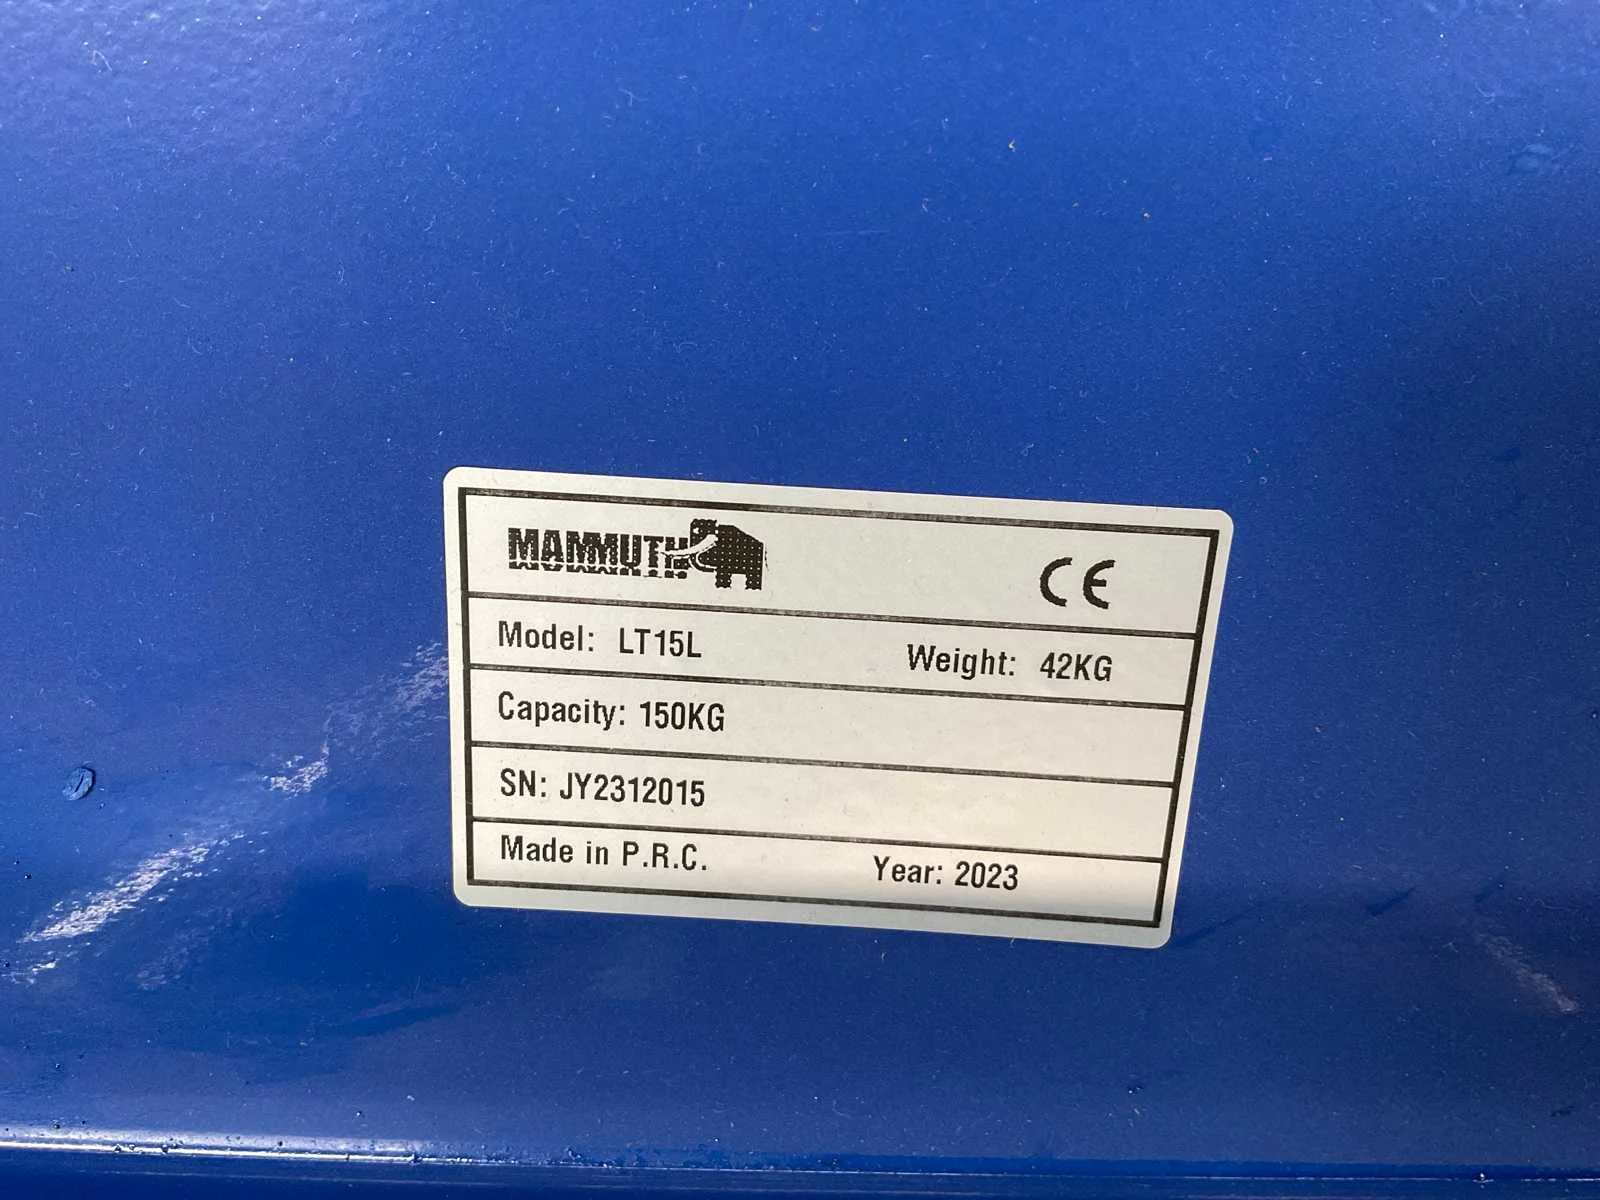 MAMMUTH CE
Model: LT15L Weight: 42KG
Capacity: 150KG
SN: JY2312015
Made in P.R.C. Year: 2023